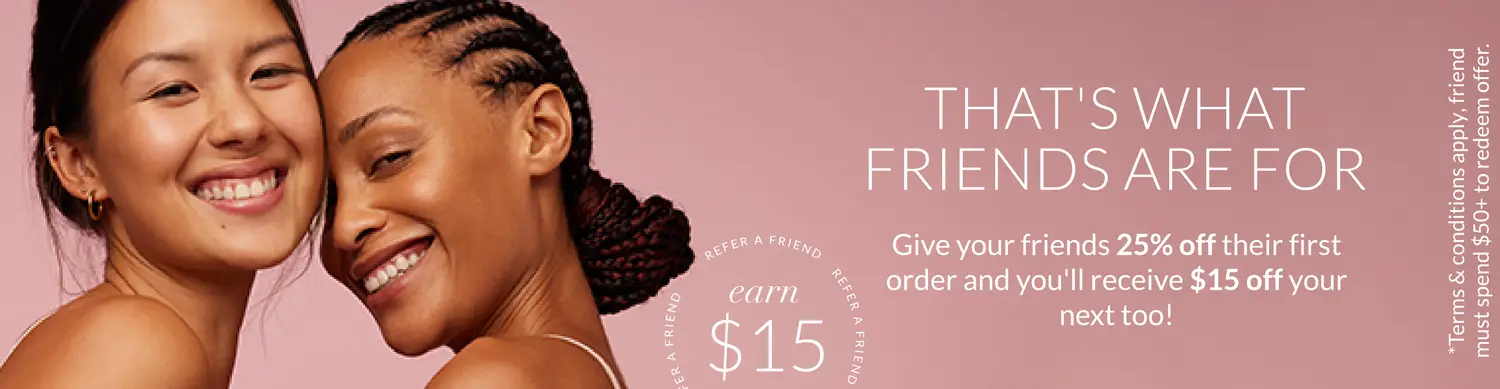 THAT'S WHAT
FRIENDS ARE FOR
Give your friends 25% off their first
order and you'll receive $15 off your
next too!
REFER A FRIEND
REFER A FRIEND
ER A FRIEND
earn
$15
*Terms & conditions apply, friend
must spend $50+ to redeem offer.